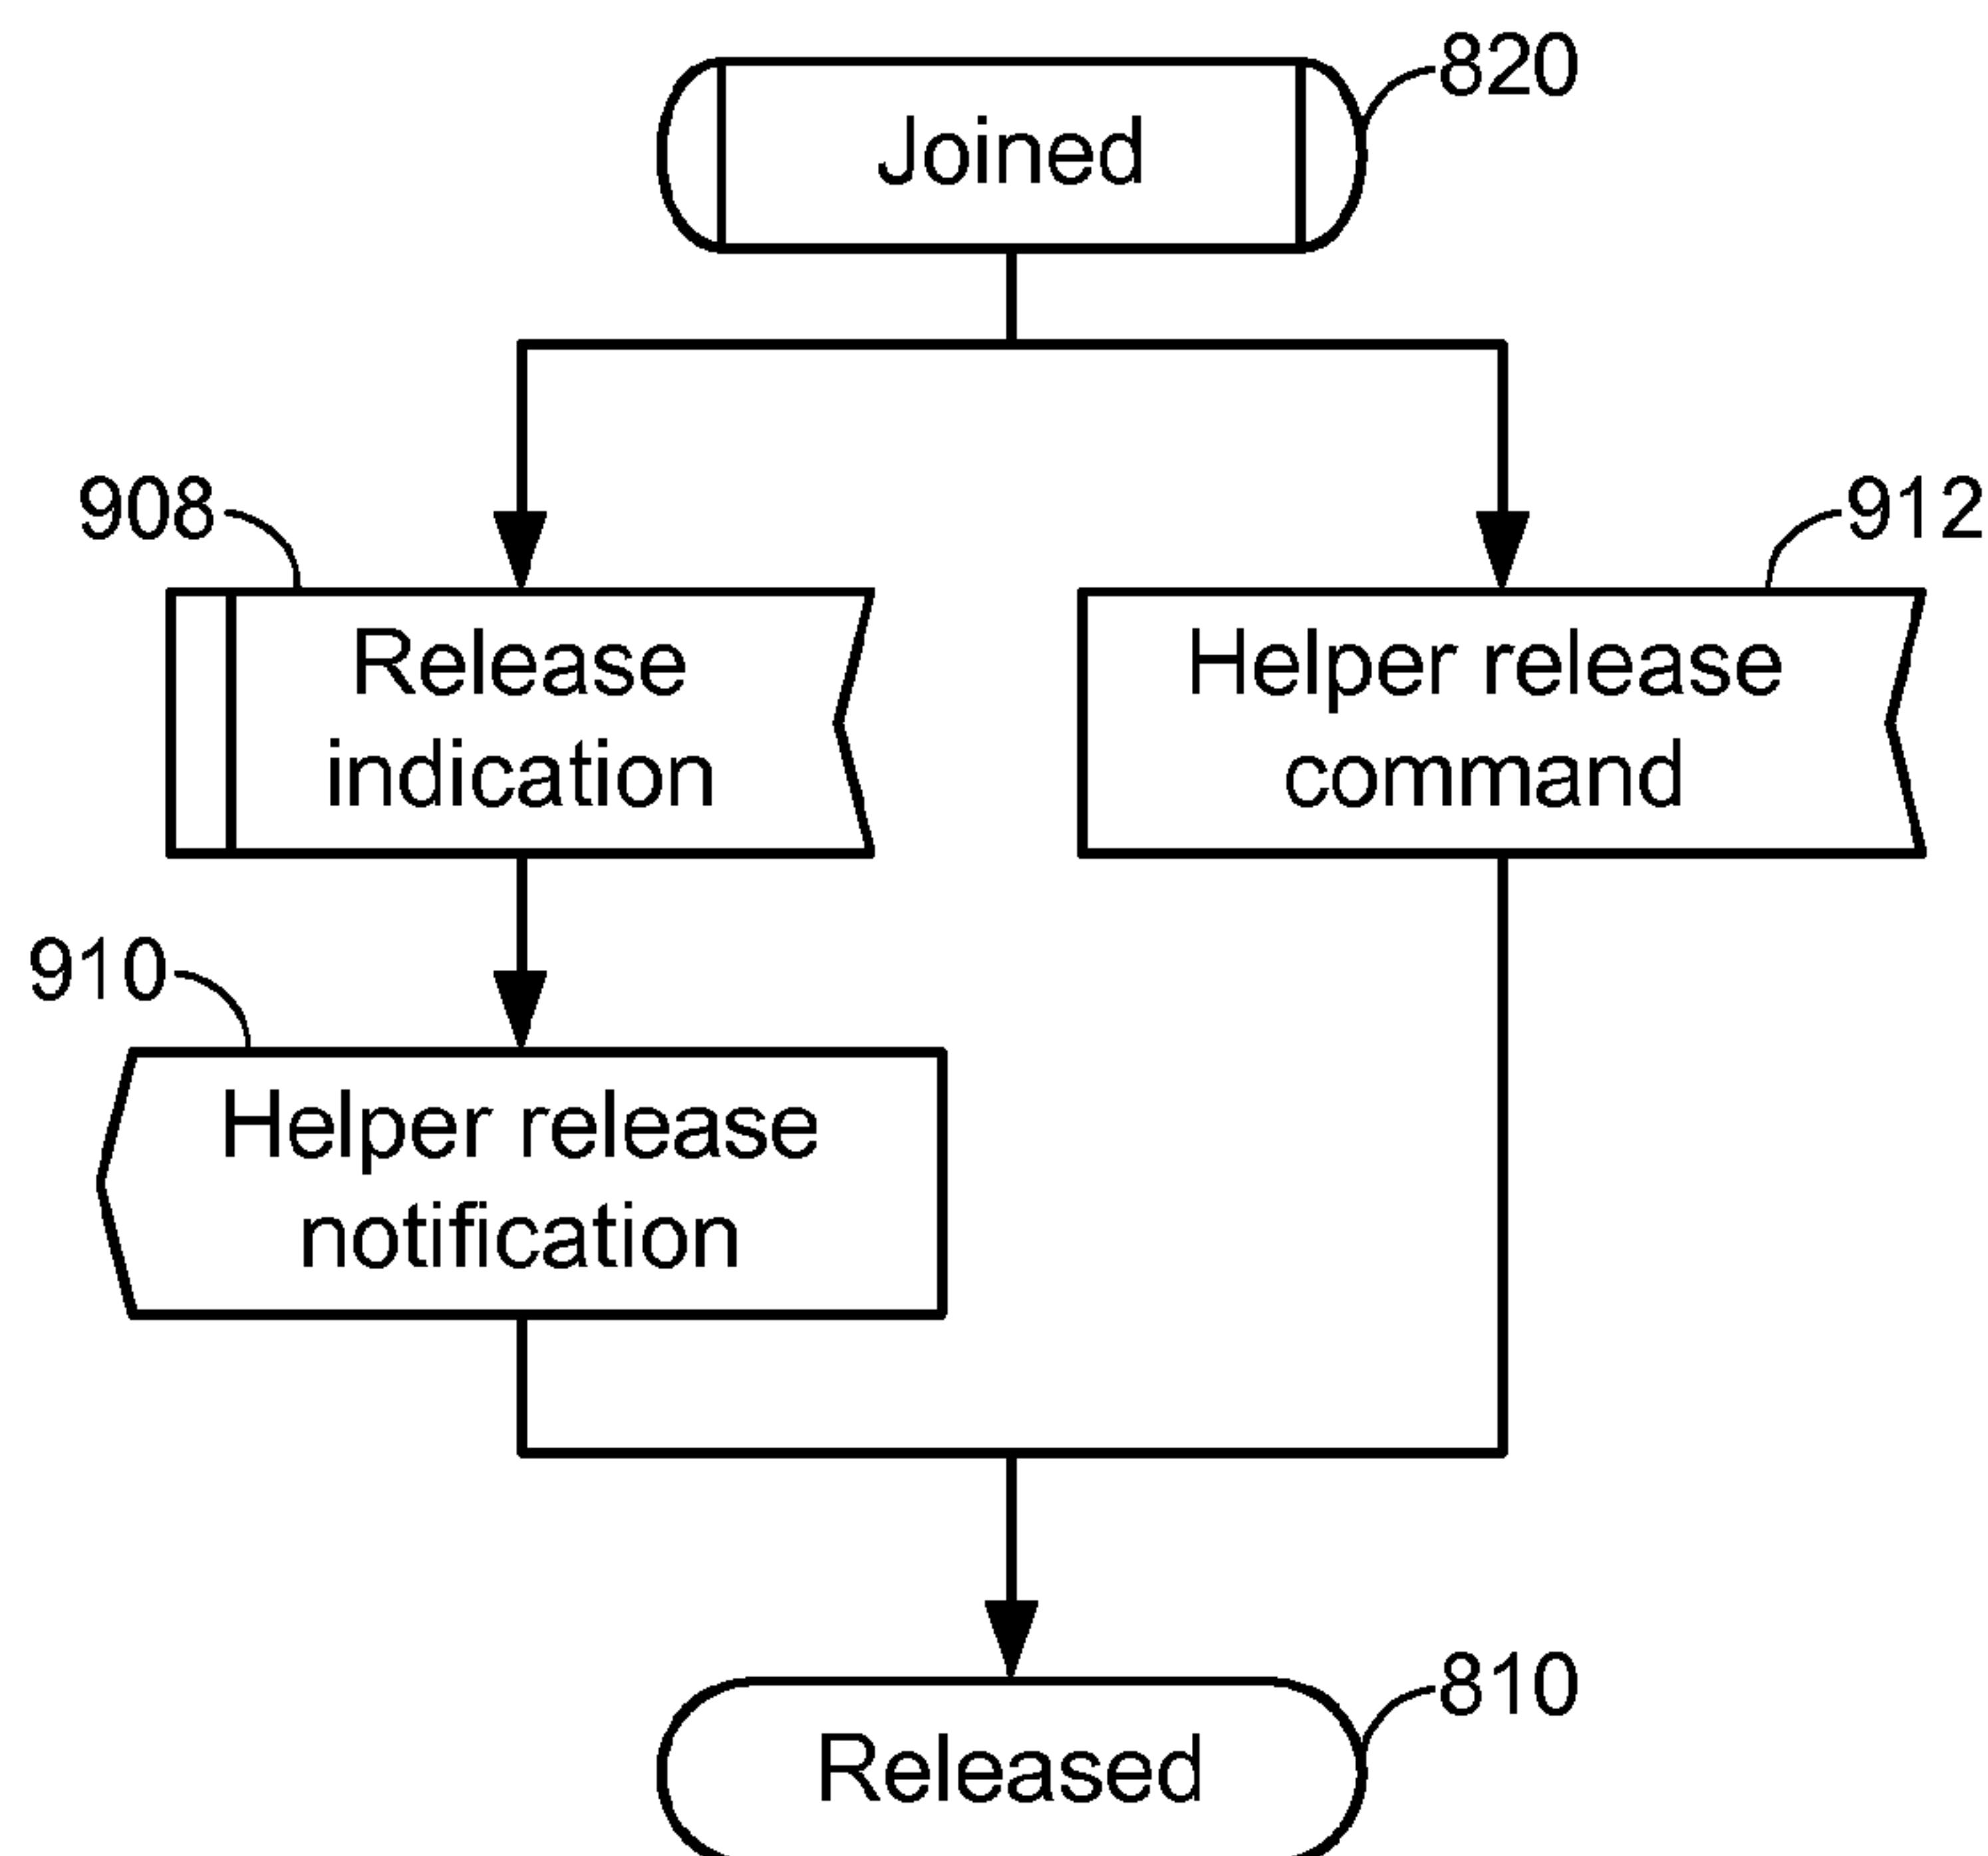 820
Joined
908
912
Release
indication
Helper release
command
910
Helper release
notification
810
Released